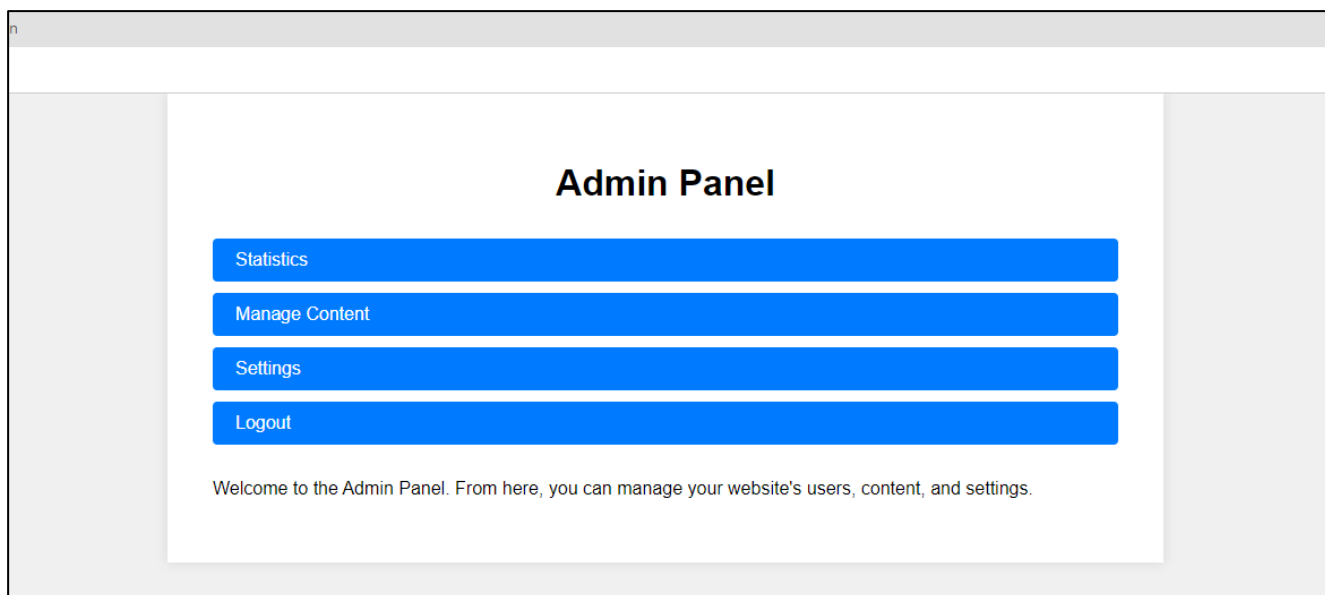 n
Admin Panel
Statistics
Manage Content
Settings
Logout
Welcome to the Admin Panel. From here, you can manage your website's users, content, and settings.